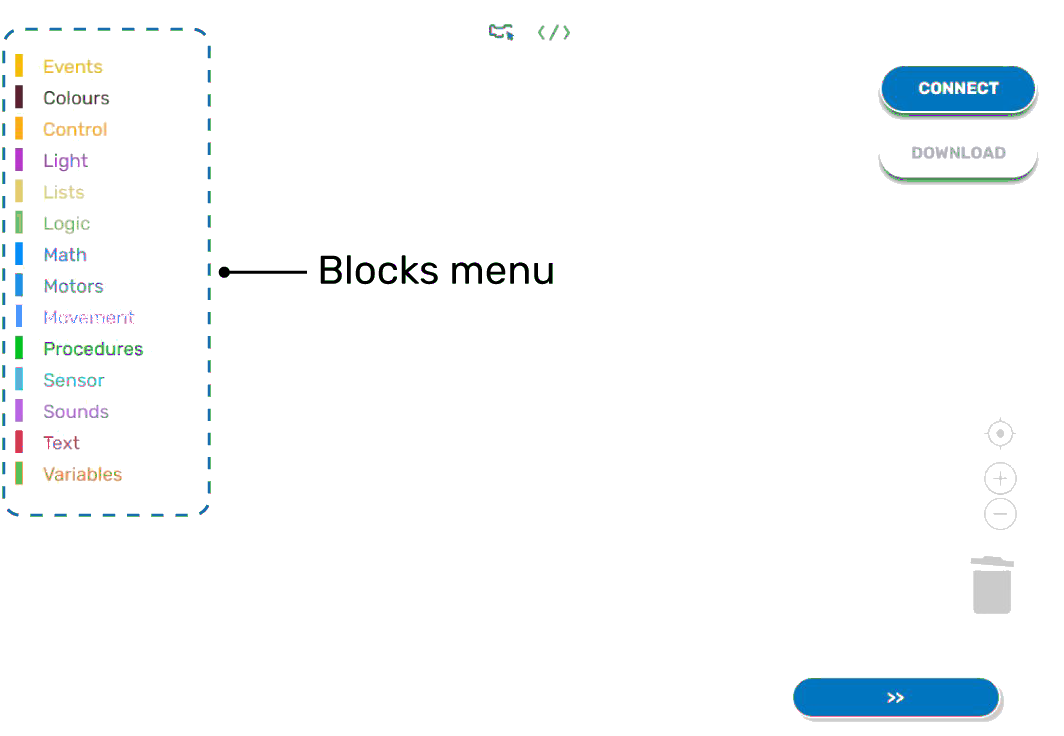 </>
Events
Colours
Control
Light
Lists
Logic
Math
Motors
Movement
Procedures
Sensor
Sounds
Text
Variables
Blocks menu
CONNECT
DOWNLOAD
>>